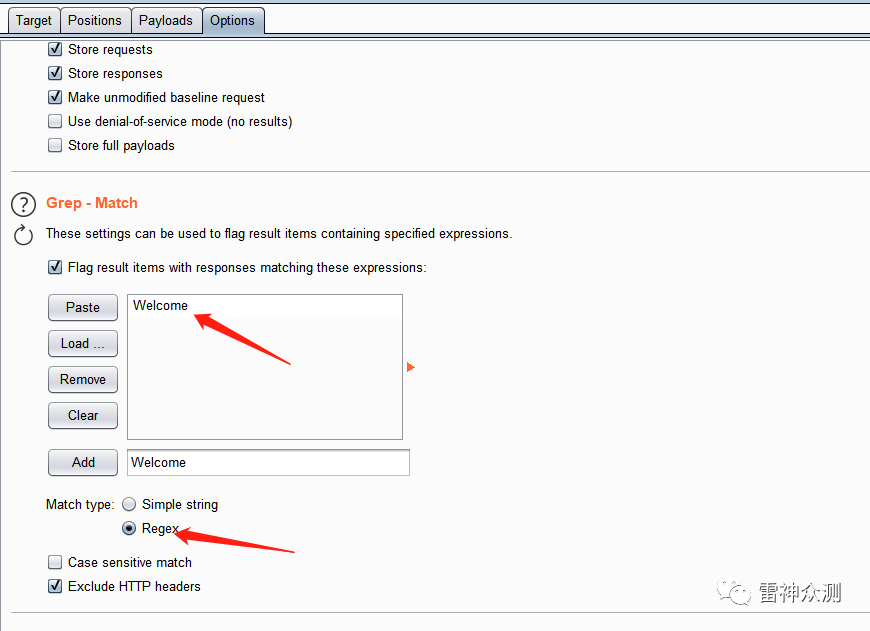 Target Positions Payloads Options
Store requests
Store responses
Make unmodified baseline request
Use denial-of-service mode (no results)
Store full payloads
? Grep - Match
These settings can be used to flag result items containing specified expressions.
Flag result items with responses matching these expressions:
Paste
Welcome
Load ...
Remove
Clear
Add Welcome
Match type: Simple string
Regex
Case sensitive match
Exclude HTTP headers
雷神众测